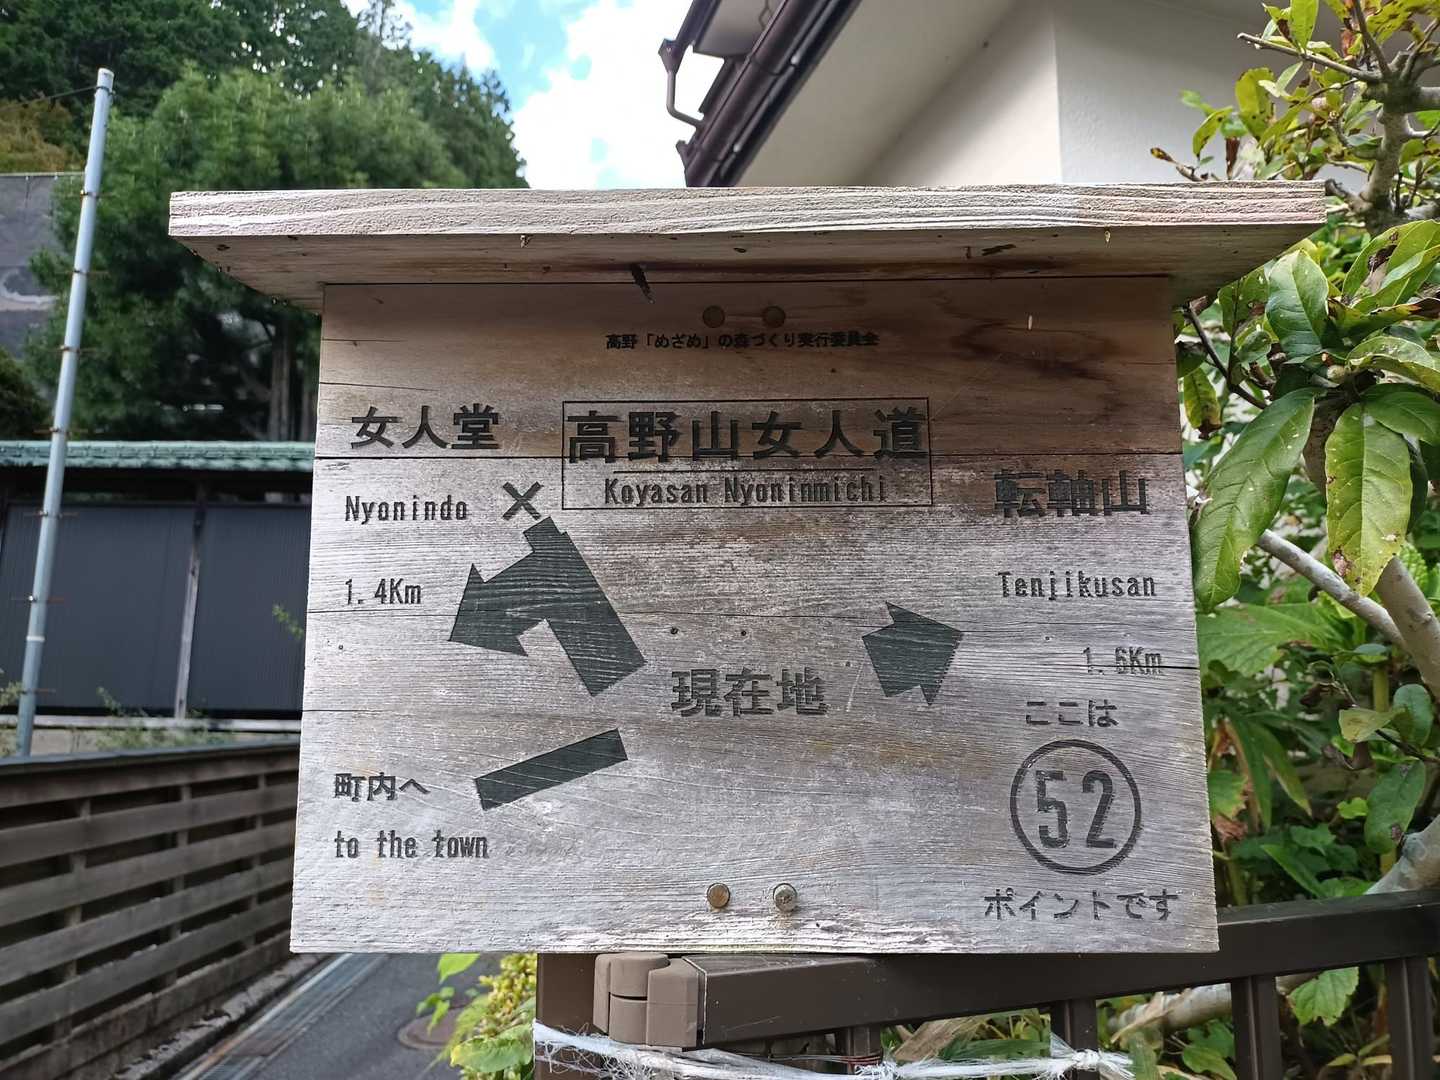 高野「めざめ」の森づくり実行委員会
女人堂
高野山女人道
Koyasan Nyoninmichi
Nyonindo
転軸山
Tenjikusan
1.4Km
1.6Km
現在地
ここは
52
ポイントです
町内へ
to the town